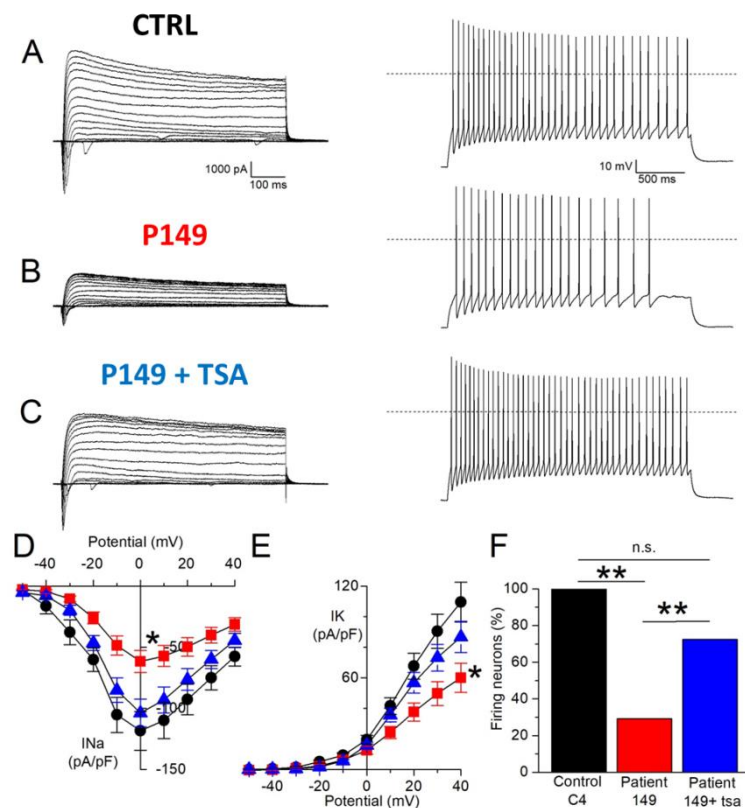 CTRL
A
1000 pA
100 ms
10 mV
500 ms
P149
B
P149 + TSA
C
D
Potential (mV)
-40 -20 0 20 40
*
-50
-100
-150
INa
(pA/pF)
E
120
IK
(pA/pF)
60
*
-40 -20 0 20 40
Potential (mV)
F
n.s.
**
**
Firing neurons (%)
100
80
60
40
20
0
Control
C4
Patient
149
Patient
149+ tsa